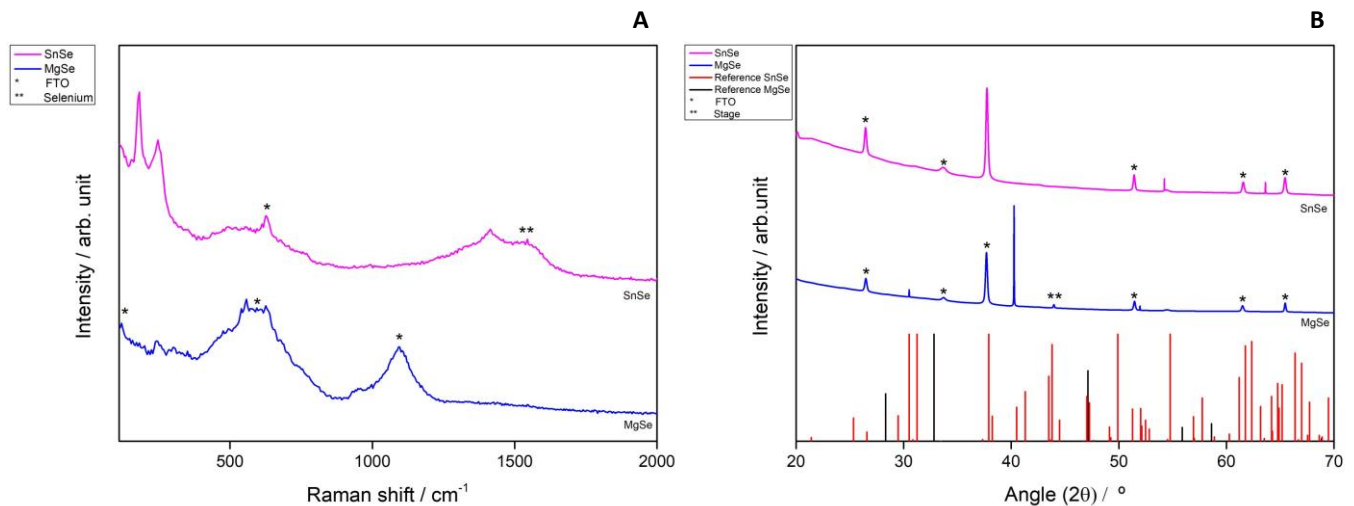 A
SnSe
MgSe
* FTO
** Selenium
Intensity / arb. unit
*
**
SnSe
*
*
*
MgSe
500
1000
1500
2000
Raman shift / cm⁻¹
B
SnSe
MgSe
Reference SnSe
Reference MgSe
* FTO
** Stage
Intensity / arb.unit
*
*
*
*
*
SnSe
*
*
*
**
*
*
*
MgSe
20
30
40
50
60
70
Angle (2θ) / º